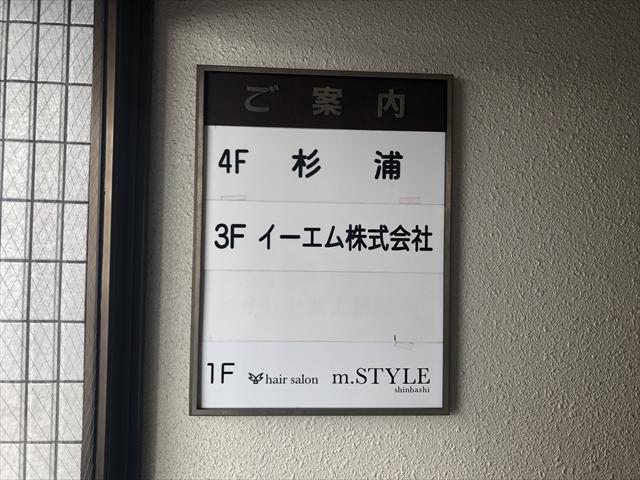 ご案内
4F 杉浦
3F イーエム株式会社
1F hair salon m.STYLE
shinbashi